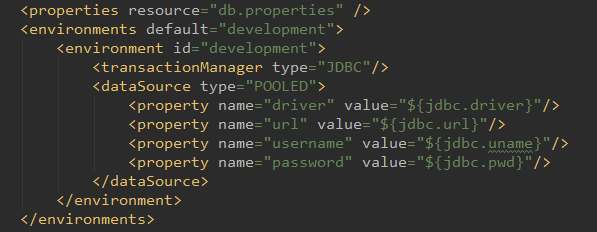 <properties resource="db.properties" />
<environments default="development">
<environment id="development">
<transactionManager type="JDBC"/>
<dataSource type="POOLED">
<property name="driver" value="${jdbc.driver}"/>
<property name="url" value="${jdbc.url}"/>
<property name="username" value="${jdbc.uname}"/>
<property name="password" value="${jdbc.pwd}"/>
</dataSource>
</environment>
</environments>